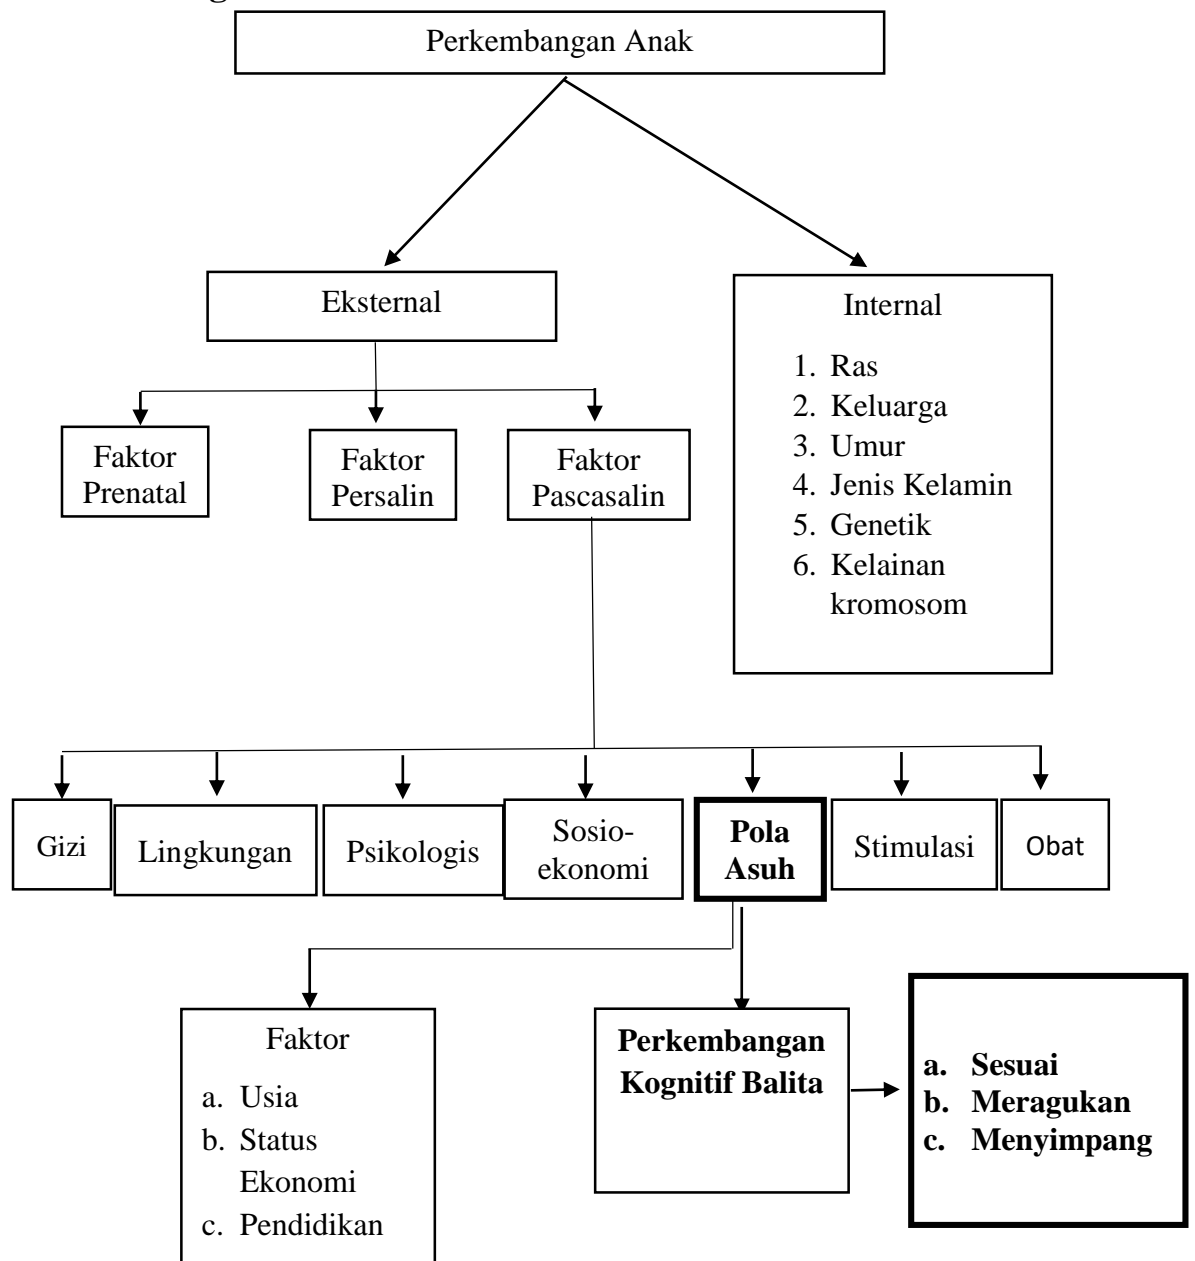 Perkembangan Anak
Eksternal
Internal
1. Ras
2. Keluarga
3. Umur
4. Jenis Kelamin
5. Genetik
6. Kelainan
kromosom
Faktor
Prenatal
Faktor
Persalin
Faktor
Pascasalin
Gizi
Lingkungan
Psikologis
Sosio-
ekonomi
Pola
Asuh
Stimulasi
Obat
Faktor
a. Usia
b. Status
Ekonomi
c. Pendidikan
Perkembangan
Kognitif Balita
a. Sesuai
b. Meragukan
c. Menyimpang